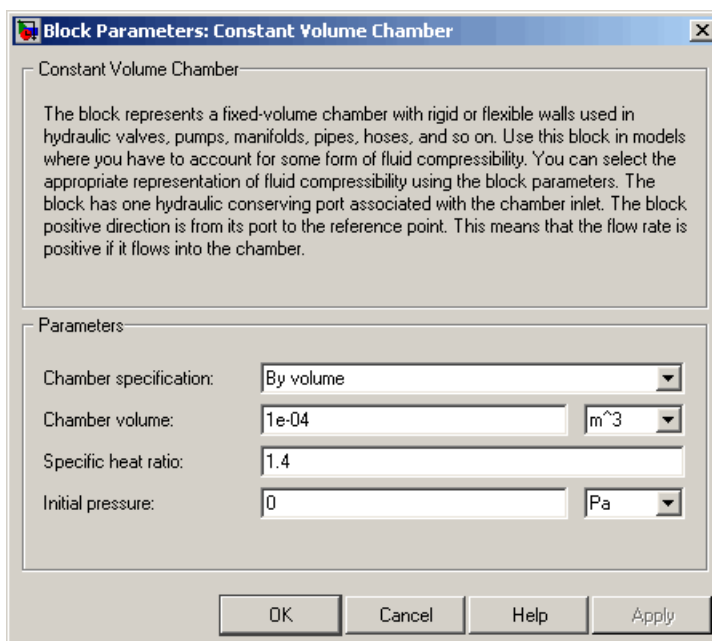 Block Parameters: Constant Volume Chamber
Constant Volume Chamber
The block represents a fixed-volume chamber with rigid or flexible walls used in
hydraulic valves, pumps, manifolds, pipes, hoses, and so on. Use this block in models
where you have to account for some form of fluid compressibility. You can select the
appropriate representation of fluid compressibility using the block parameters. The
block has one hydraulic conserving port associated with the chamber inlet. The block
positive direction is from its port to the reference point. This means that the flow rate is
positive if it flows into the chamber.
Parameters
Chamber specification: By volume
Chamber volume: 1e-04 m^3
Specific heat ratio: 1.4
Initial pressure: 0 Pa
OK Cancel Help Apply